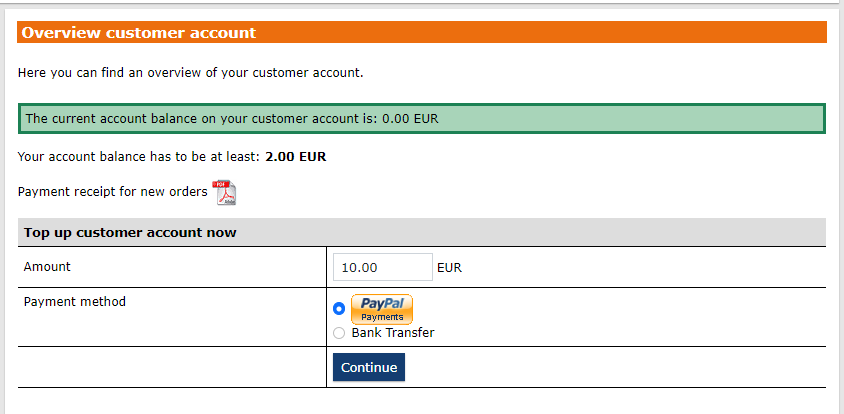 Overview customer account
Here you can find an overview of your customer account.
The current account balance on your customer account is: 0.00 EUR
Your account balance has to be at least: 2.00 EUR
Payment receipt for new orders PDF Adobe
Top up customer account now
Amount 10.00 EUR
Payment method PayPal
Payments
Bank Transfer
Continue